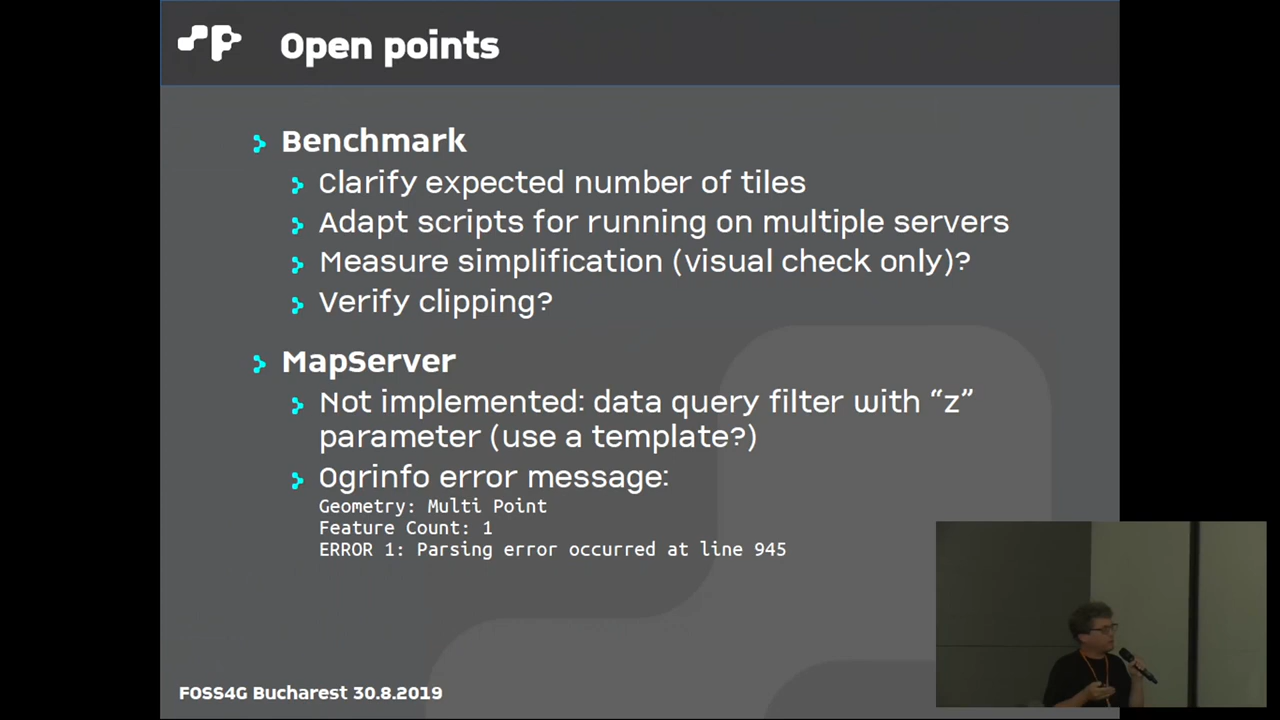 Open points
Benchmark
Clarify expected number of tiles
Adapt scripts for running on multiple servers
Measure simplification (visual check only)?
Verify clipping?
MapServer
Not implemented: data query filter with “z”
parameter (use a template?)
Ogrinfo error message:
Geometry: Multi Point
Feature Count: 1
ERROR 1: Parsing error occurred at line 945
FOSS4G Bucharest 30.8.2019